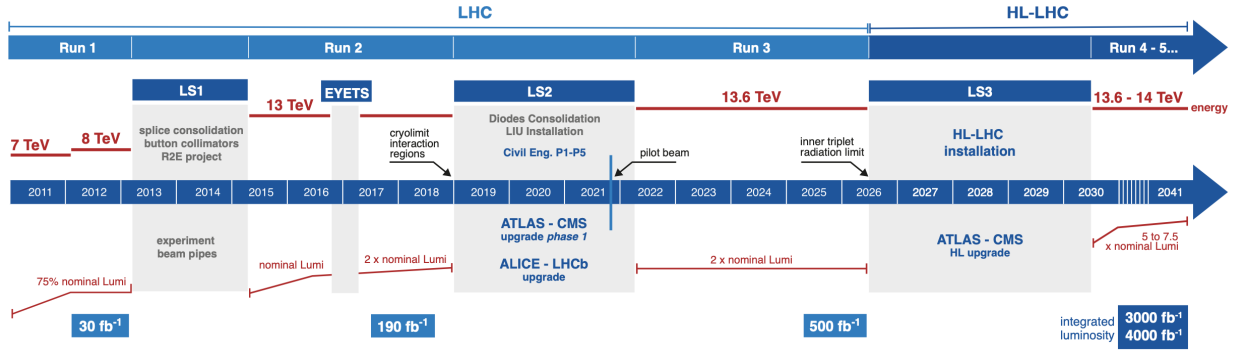 LHC
HL-LHC
Run 1
Run 2
Run 3
Run 4 - 5...
LS1
EYETS
LS2
LS3
7 TeV
8 TeV
13 TeV
13.6 TeV
13.6 - 14 TeV
energy
splice consolidation
button collimators
R2E project
cryolimit
interaction
regions
Diodes Consolidation
LIU Installation
Civil Eng. P1-P5
pilot beam
inner triplet
radiation limit
HL-LHC
installation
2011 2012 2013 2014 2015 2016 2017 2018 2019 2020 2021 2022 2023 2024 2025 2026 2027 2028 2029 2030 2041
experiment
beam pipes
ATLAS - CMS
upgrade phase 1
ALICE - LHCb
upgrade
ATLAS - CMS
HL upgrade
75% nominal Lumi
nominal Lumi
2 x nominal Lumi
2 x nominal Lumi
5 to 7.5
x nominal Lumi
30 fb⁻¹
190 fb⁻¹
500 fb⁻¹
integrated
luminosity
3000 fb⁻¹
4000 fb⁻¹